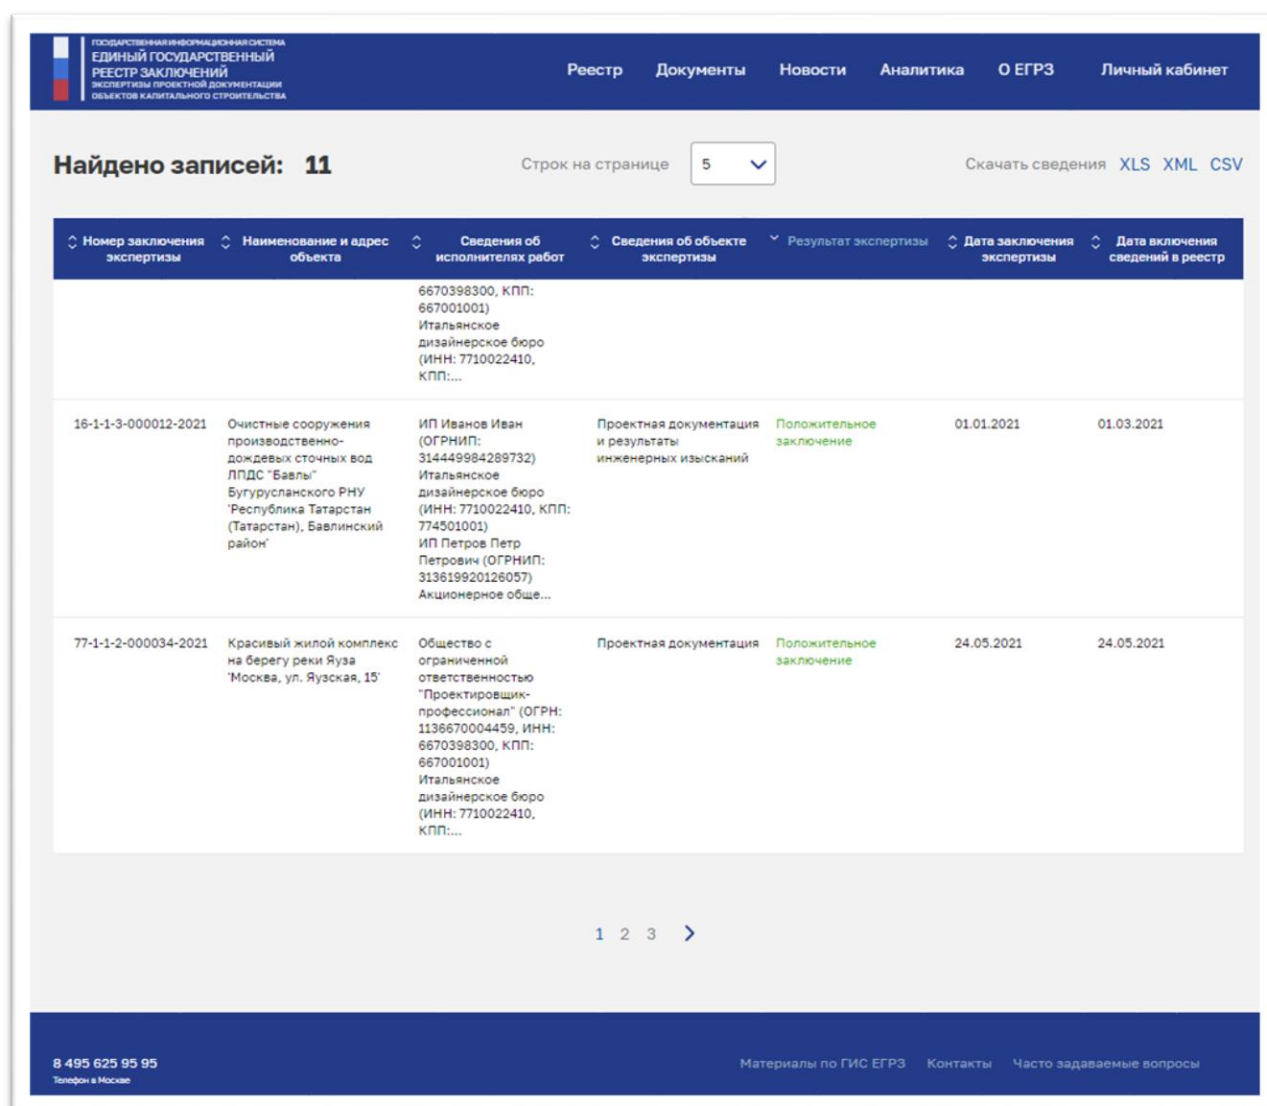 ГОСУДАРСТВЕННАЯ ИНФОРМАЦИОННАЯ СИСТЕМА
ЕДИНЫЙ ГОСУДАРСТВЕННЫЙ
РЕЕСТР ЗАКЛЮЧЕНИЙ
ЭКСПЕРТИЗЫ ПРОЕКТНОЙ ДОКУМЕНТАЦИИ
ОБЪЕКТОВ КАПИТАЛЬНОГО СТРОИТЕЛЬСТВА
Реестр Документы Новости Аналитика О ЕГРЗ Личный кабинет
Найдено записей: 11 Строк на странице 5 Скачать сведения XLS XML CSV
Номер заключения экспертизы
Наименование и адрес объекта
Сведения об исполнителях работ
Сведения об объекте экспертизы
Результат экспертизы
Дата заключения экспертизы
Дата включения сведений в реестр
6670398300, КПП:
667001001)
Итальянское
дизайнерское бюро
(ИНН: 7710022410,
КПП:...
16-1-1-3-000012-2021
Очистные сооружения
производственно-
дождевых сточных вод
ЛПДС "Бавлы"
Бугурусланского РНУ
'Республика Татарстан
(Татарстан), Бавлинский
район'
ИП Иванов Иван
(ОГРНИП:
314449984289732)
Итальянское
дизайнерское бюро
(ИНН: 7710022410, КПП:
774501001)
ИП Петров Петр
Петрович (ОГРНИП:
313619920126057)
Акционерное обще...
Проектная документация
и результаты
инженерных изысканий
Положительное
заключение
01.01.2021
01.03.2021
77-1-1-2-000034-2021
Красивый жилой комплекс
на берегу реки Яуза
'Москва, ул. Яузская, 15'
Общество с
ограниченной
ответственностью
"Проектировщик-
профессионал" (ОГРН:
1136670004459, ИНН:
6670398300, КПП:
667001001)
Итальянское
дизайнерское бюро
(ИНН: 7710022410,
КПП:...
Проектная документация
Положительное
заключение
24.05.2021
24.05.2021
1 2 3
8 495 625 95 95
Телефон в Москве
Материалы по ГИС ЕГРЗ Контакты Часто задаваемые вопросы